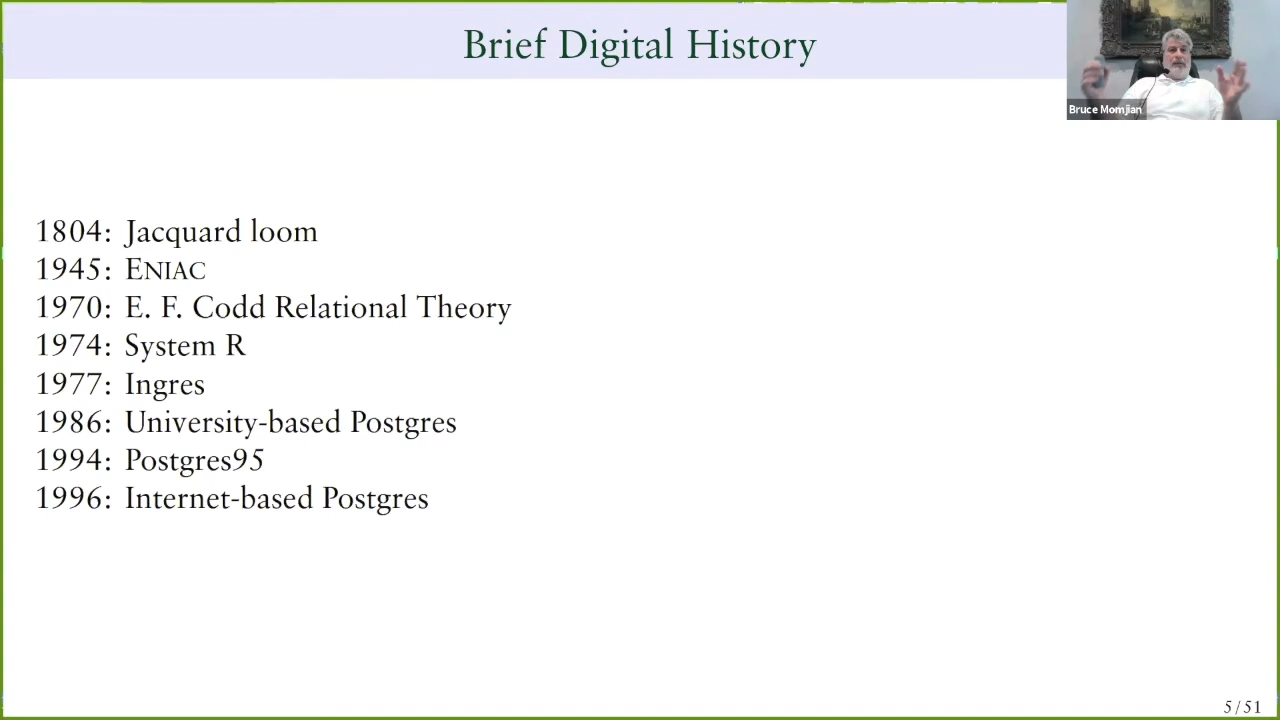 Brief Digital History
Bruce Momjian
1804: Jacquard loom
1945: ENIAC
1970: E. F. Codd Relational Theory
1974: System R
1977: Ingres
1986: University-based Postgres
1994: Postgres95
1996: Internet-based Postgres
5 / 51